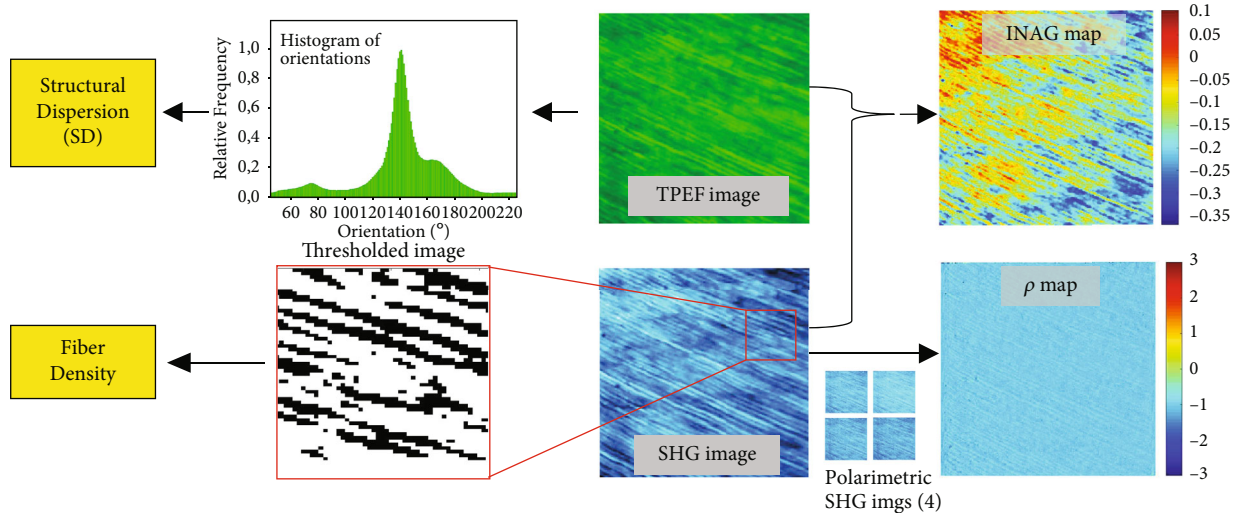 Structural
Dispersion
(SD)
Relative Frequency
1,0
0,8
0,6
0,4
0,2
0,0
Histogram of
orientations
60 80 100 120 140 160 180 200 220
Orientation (°)
TPEF image
INAG map
0.1
0.05
0
−0.05
−0.1
−0.15
−0.2
−0.25
−0.3
−0.35
Fiber
Density
Thresholded image
SHG image
Polarimetric
SHG imgs (4)
ρ map
3
2
1
0
−1
−2
−3